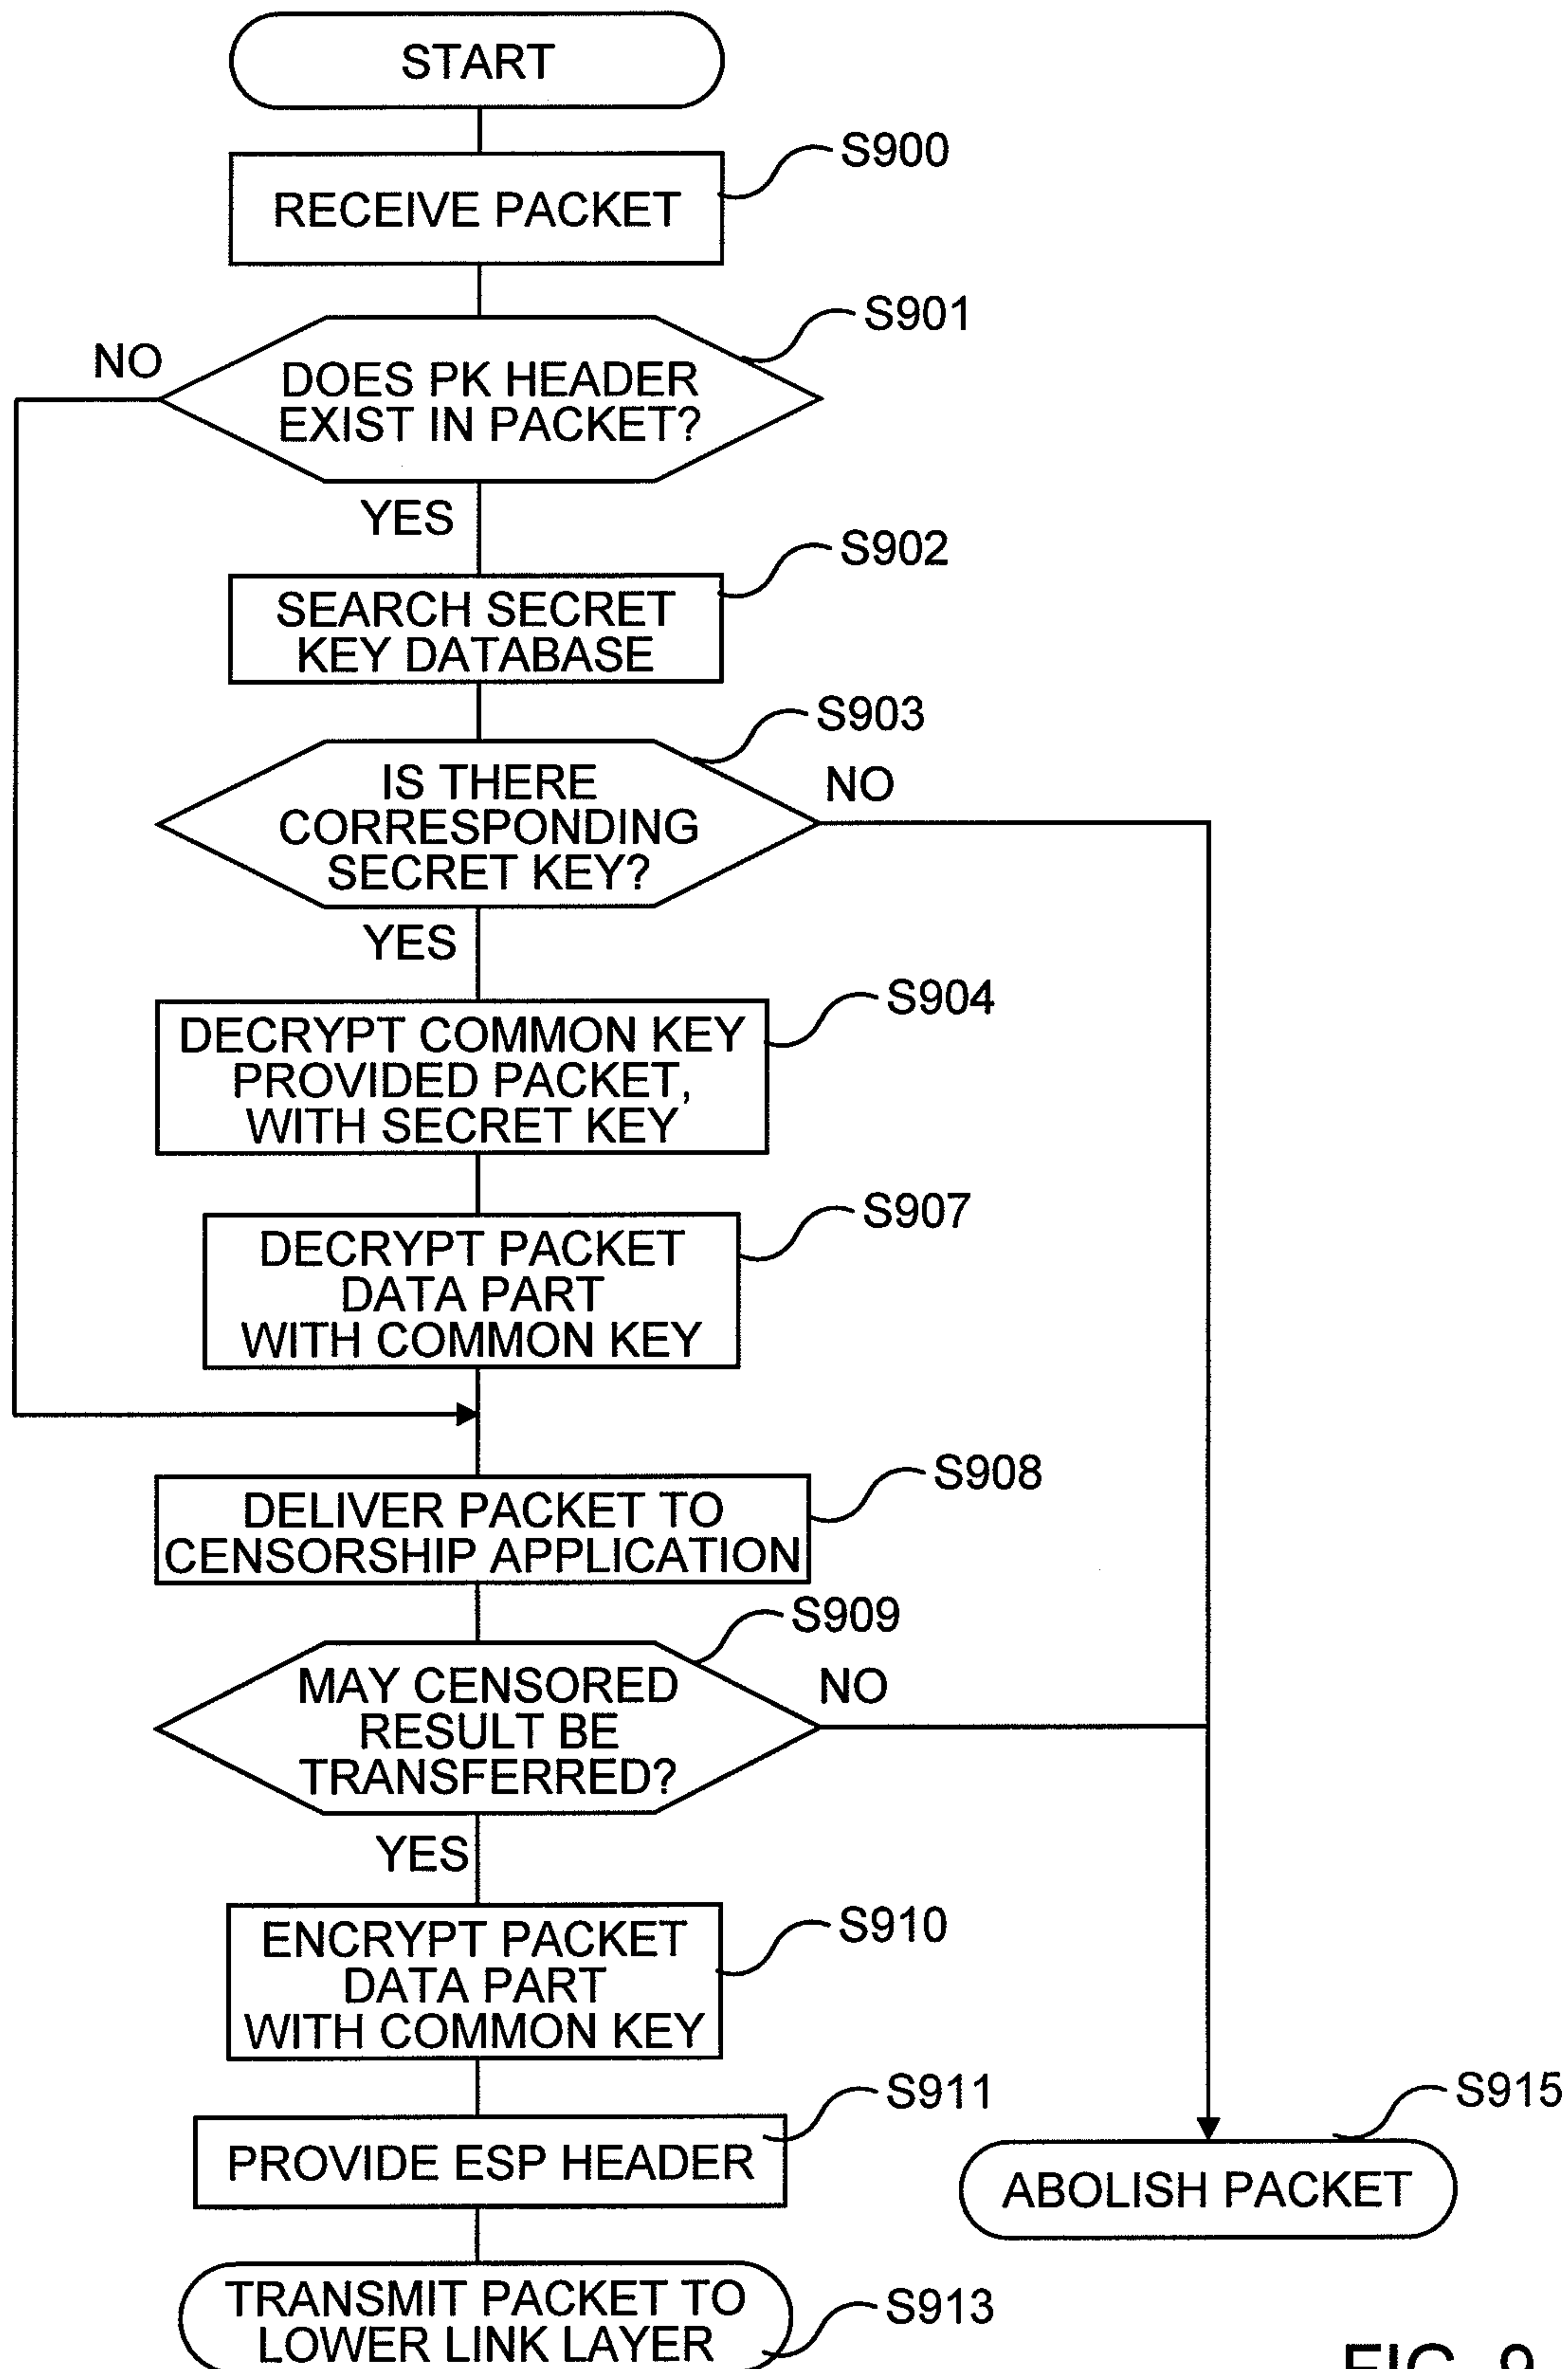 START
S900
RECEIVE PACKET
S901
NO
DOES PK HEADER
EXIST IN PACKET?
YES
S902
SEARCH SECRET
KEY DATABASE
S903
IS THERE
CORRESPONDING
SECRET KEY?
NO
YES
S904
DECRYPT COMMON KEY
PROVIDED PACKET,
WITH SECRET KEY
S907
DECRYPT PACKET
DATA PART
WITH COMMON KEY
S908
DELIVER PACKET TO
CENSORSHIP APPLICATION
S909
MAY CENSORED
RESULT BE
TRANSFERRED?
NO
YES
S910
ENCRYPT PACKET
DATA PART
WITH COMMON KEY
S911
PROVIDE ESP HEADER
S915
ABOLISH PACKET
S913
TRANSMIT PACKET TO
LOWER LINK LAYER
FIG. 9